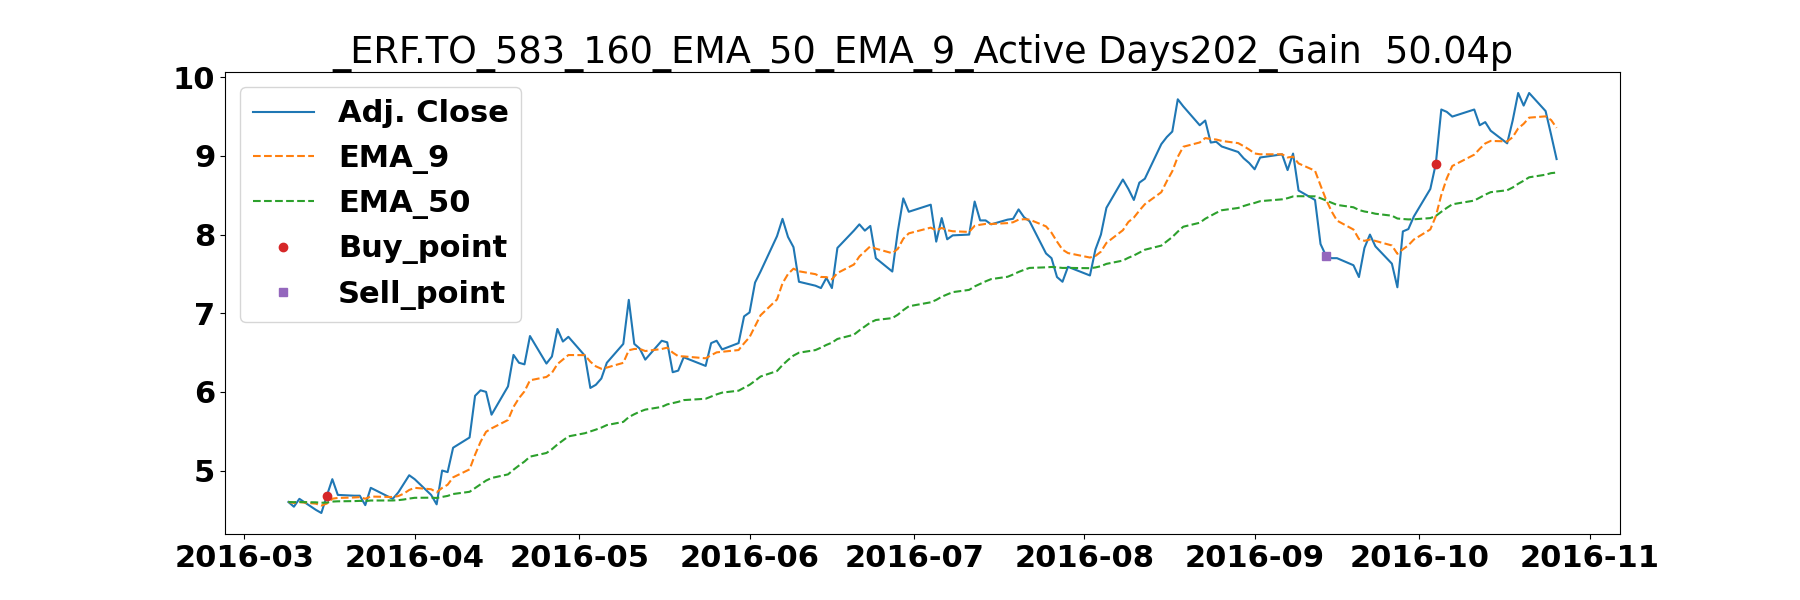 _ERF.TO_583_160_EMA_50_EMA_9_Active Days202_Gain  50.04p
10
9
8
7
6
5
Adj. Close
EMA_9
EMA_50
Buy_point
Sell_point
2016-03 2016-04 2016-05 2016-06 2016-07 2016-08 2016-09 2016-10 2016-11